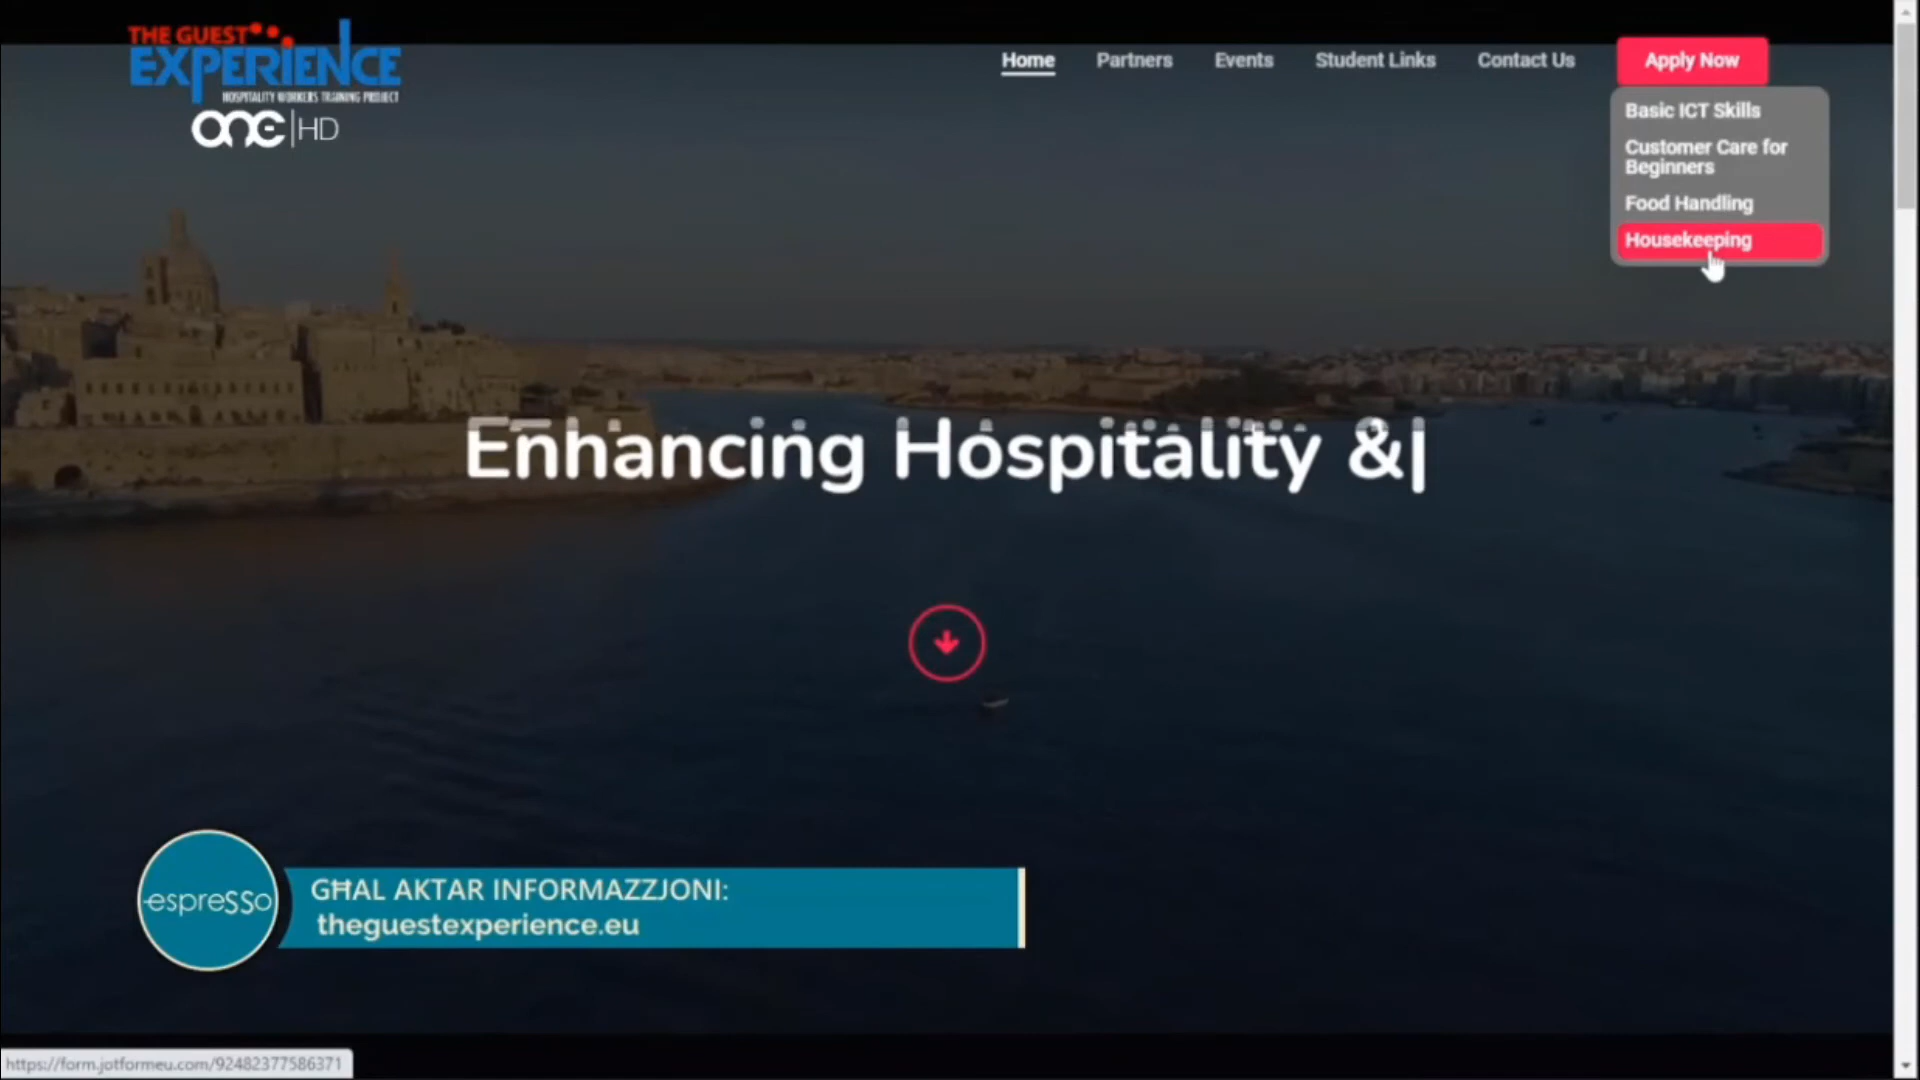 THE GUEST
EXPERIENCE
HOSPITALITY WORKERS TRAINING PROJECT
one|HD
Home
Partners
Events
Student Links
Contact Us
Apply Now
Basic ICT Skills
Customer Care for
Beginners
Food Handling
Housekeeping
Enhancing Hospitality &|
espresso
GĦAL AKTAR INFORMAZZJONI:
theguestexperience.eu
https://form.jotformeu.com/92482377586371